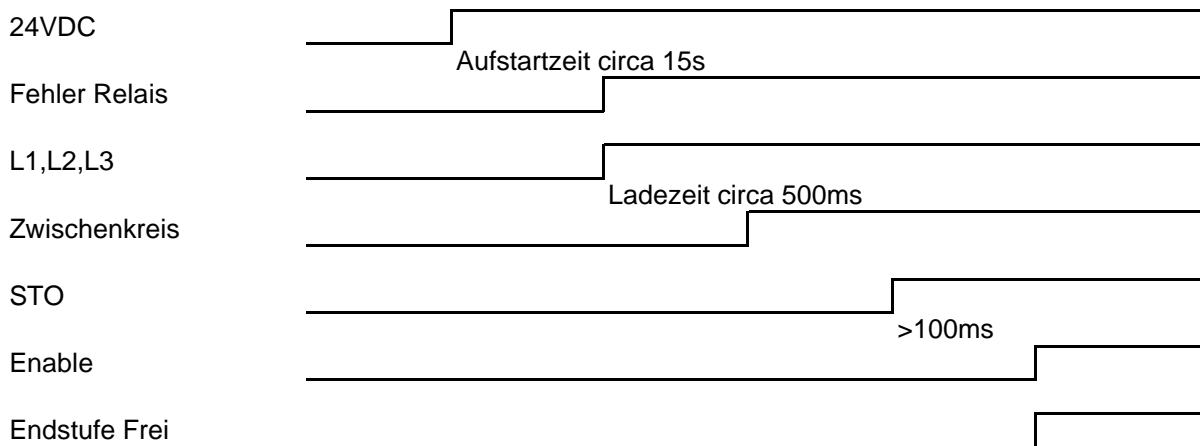 24VDC
Aufstartzeit circa 15s
Fehler Relais
L1,L2,L3
Ladezeit circa 500ms
Zwischenkreis
STO
>100ms
Enable
Endstufe Frei